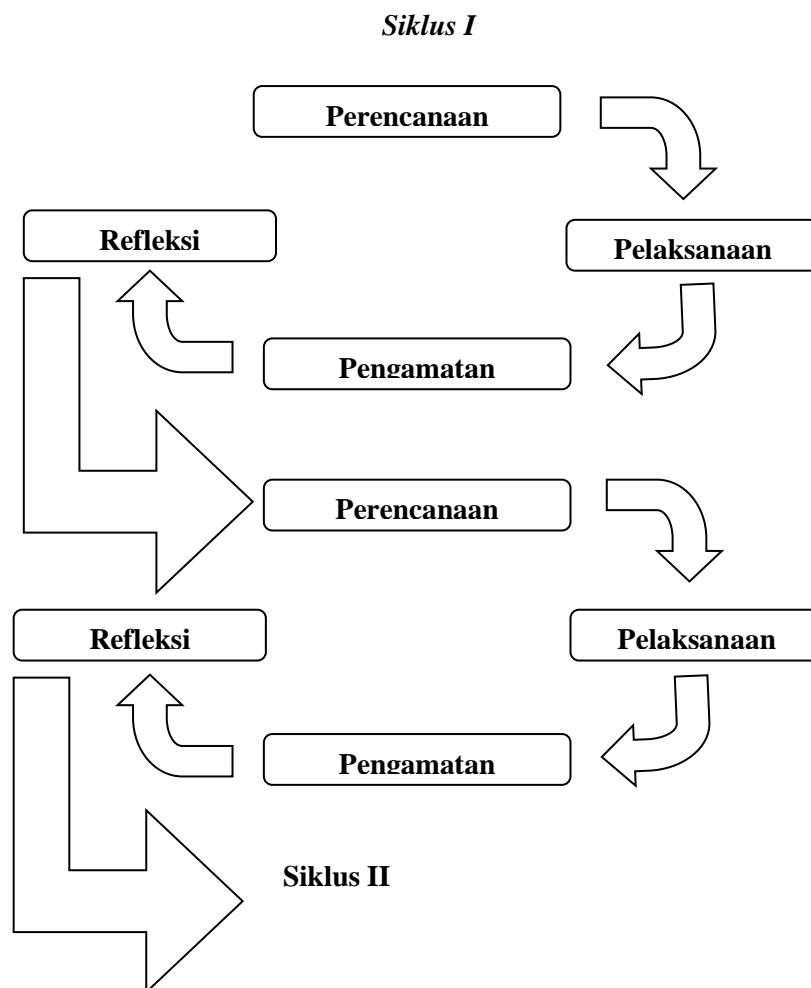 Siklus I
Perencanaan
Refleksi
Pelaksanaan
Pengamatan
Perencanaan
Refleksi
Pelaksanaan
Pengamatan
Siklus II